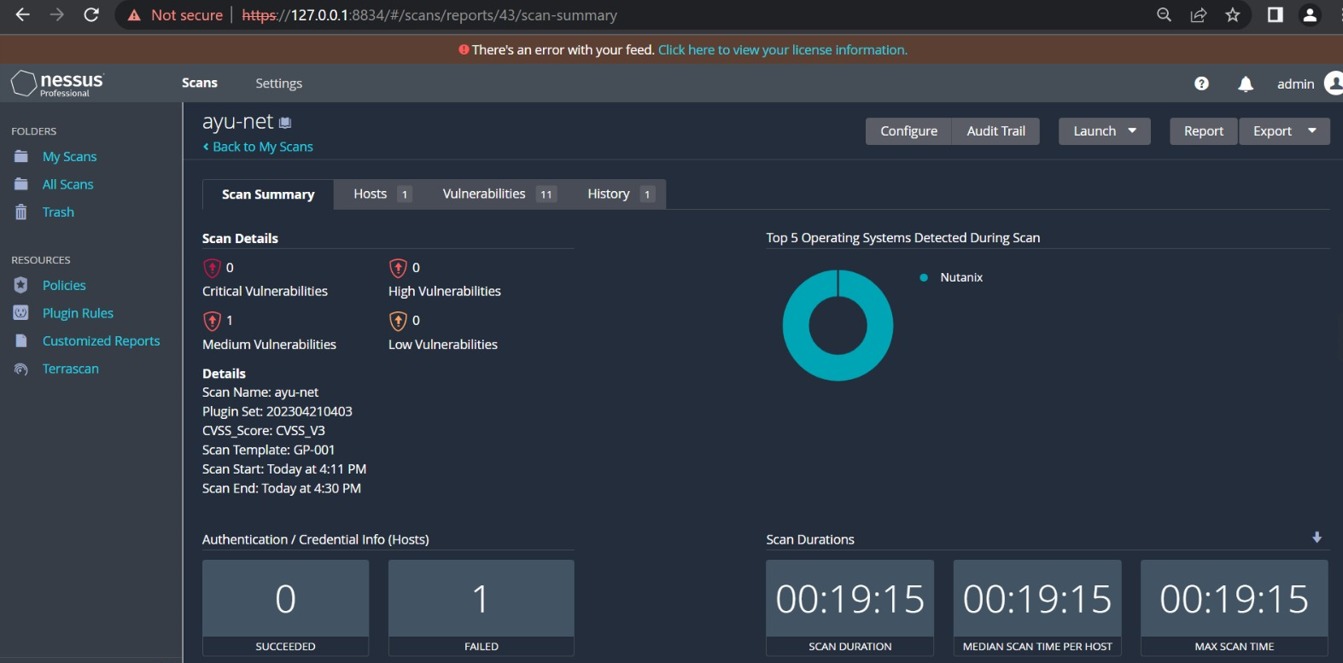 Not secure | https://127.0.0.1:8834/#/scans/reports/43/scan-summary
There's an error with your feed. Click here to view your license information.
nessus
Professional
Scans Settings
admin
FOLDERS
My Scans
All Scans
Trash
RESOURCES
Policies
Plugin Rules
Customized Reports
Terrascan
ayu-net
Back to My Scans
Configure Audit Trail Launch Report Export
Scan Summary Hosts 1 Vulnerabilities 11 History 1
Scan Details
0 0
Critical Vulnerabilities High Vulnerabilities
1 0
Medium Vulnerabilities Low Vulnerabilities
Details
Scan Name: ayu-net
Plugin Set: 202304210403
CVSS_Score: CVSS_V3
Scan Template: GP-001
Scan Start: Today at 4:11 PM
Scan End: Today at 4:30 PM
Top 5 Operating Systems Detected During Scan
Nutanix
Authentication / Credential Info (Hosts)
0 1
SUCCEEDED FAILED
Scan Durations
00:19:15 00:19:15 00:19:15
SCAN DURATION MEDIAN SCAN TIME PER HOST MAX SCAN TIME